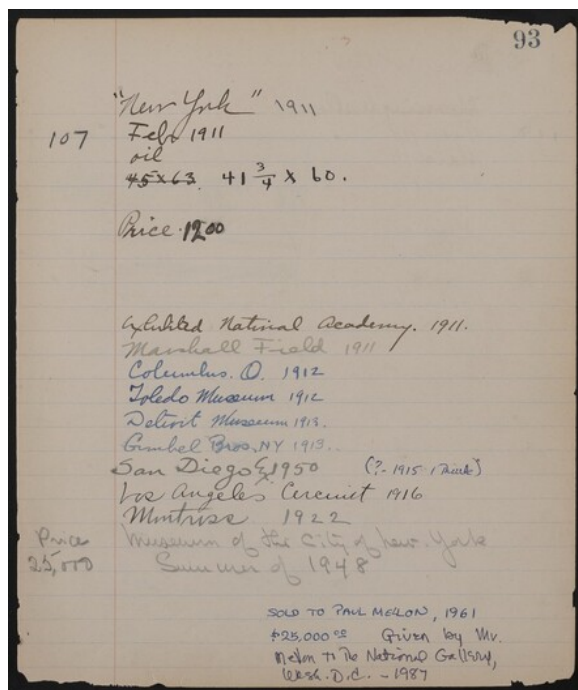 93
"New York" 1911
107 Feb. 1911
oil
45x63. 41 3/4 x 60.
Price 1200
Exhibited National Academy. 1911.
Marshall Field 1911
Columbus. O. 1912
Toledo Museum 1912
Detroit Museum 1913.
Gimbel Bros, NY 1913..
San Diego 1950 (?-1915 I think)
Los Angeles Circuit 1916
Montross 1922
Price Museum of the City of New-York
25,000 Summer of 1948
SOLD TO PAUL MELLON, 1961
$25,000 00 Given by Mr.
Mellon to the National Gallery,
Wash. D.C. - 1987